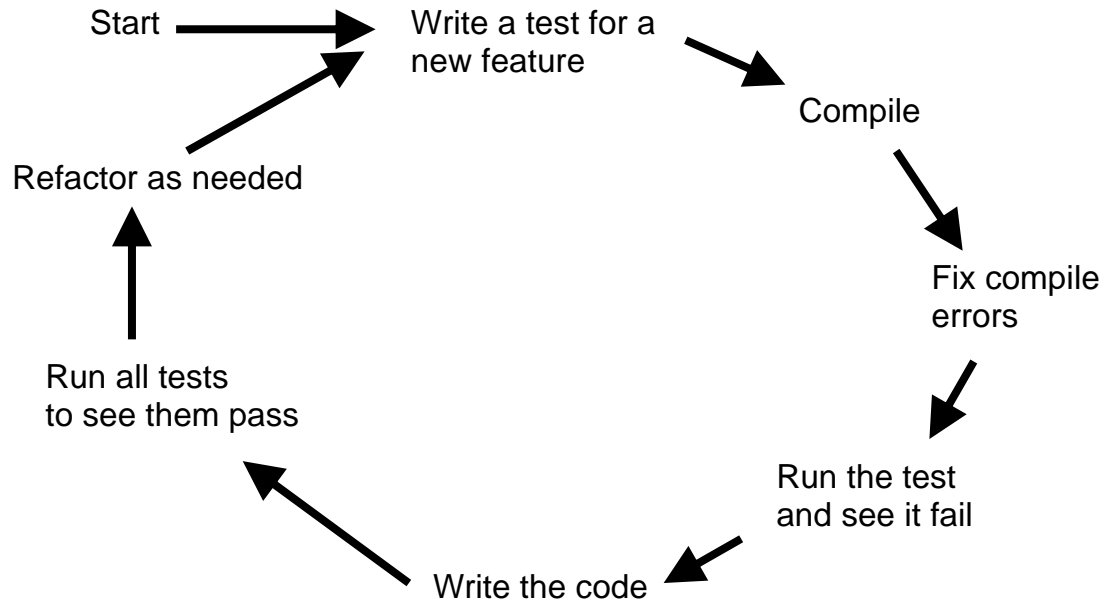 Start
Write a test for a
new feature
Compile
Fix compile
errors
Run the test
and see it fail
Write the code
Run all tests
to see them pass
Refactor as needed